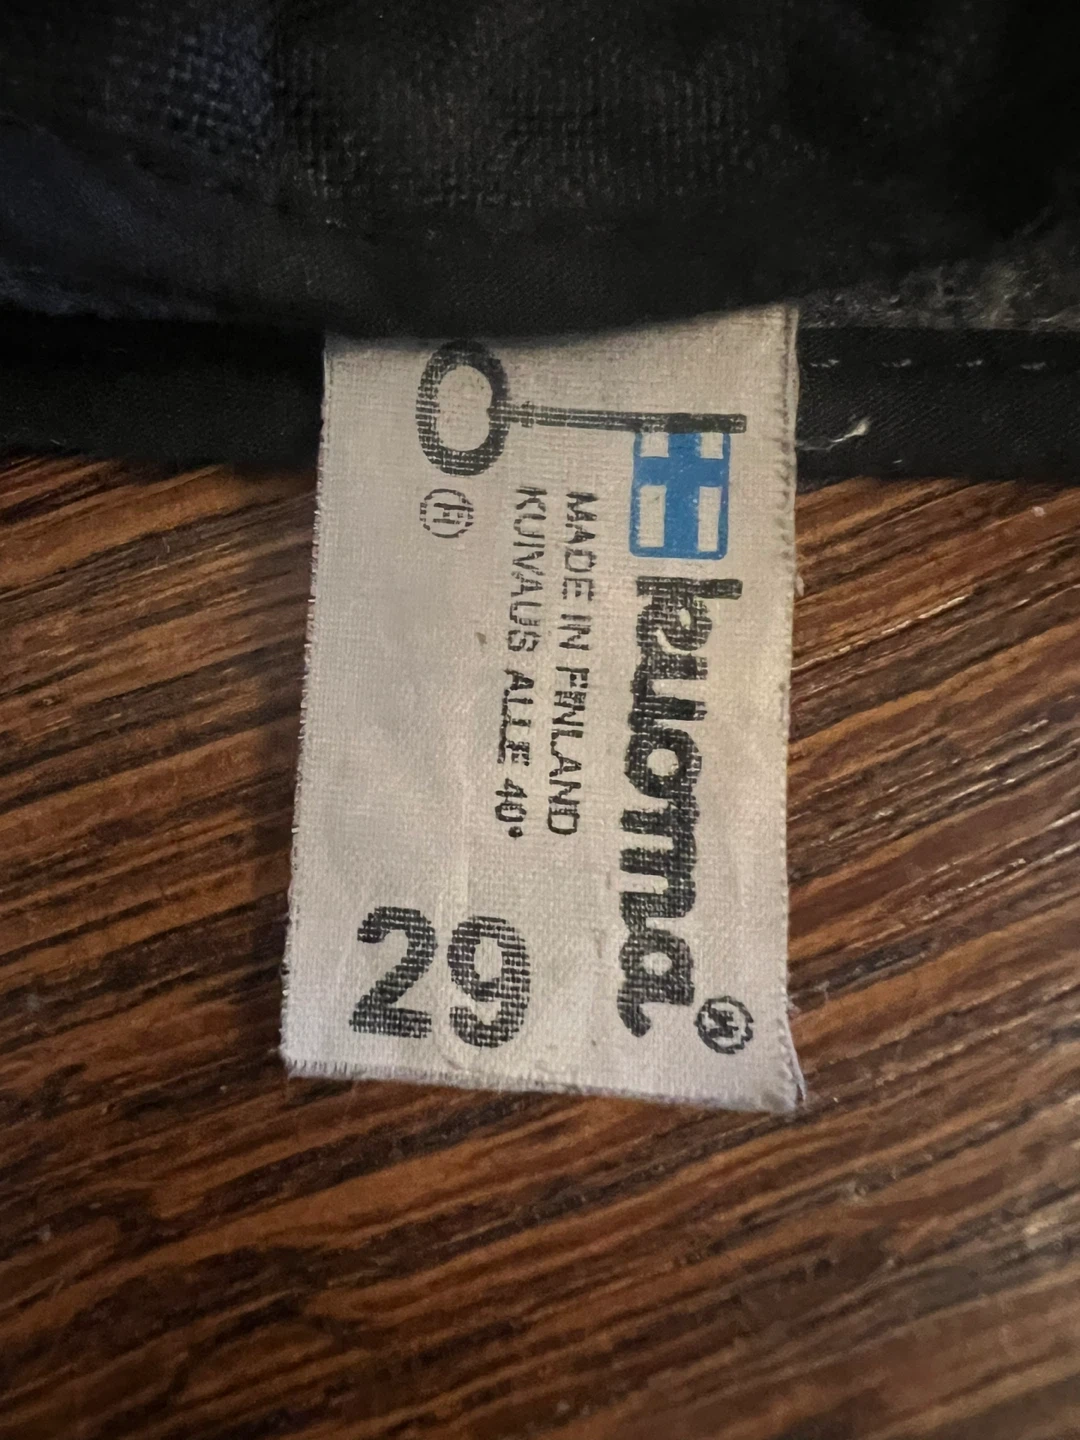 kuoma®
MADE IN FINLAND
KUIVAUS ALLE 40°
29